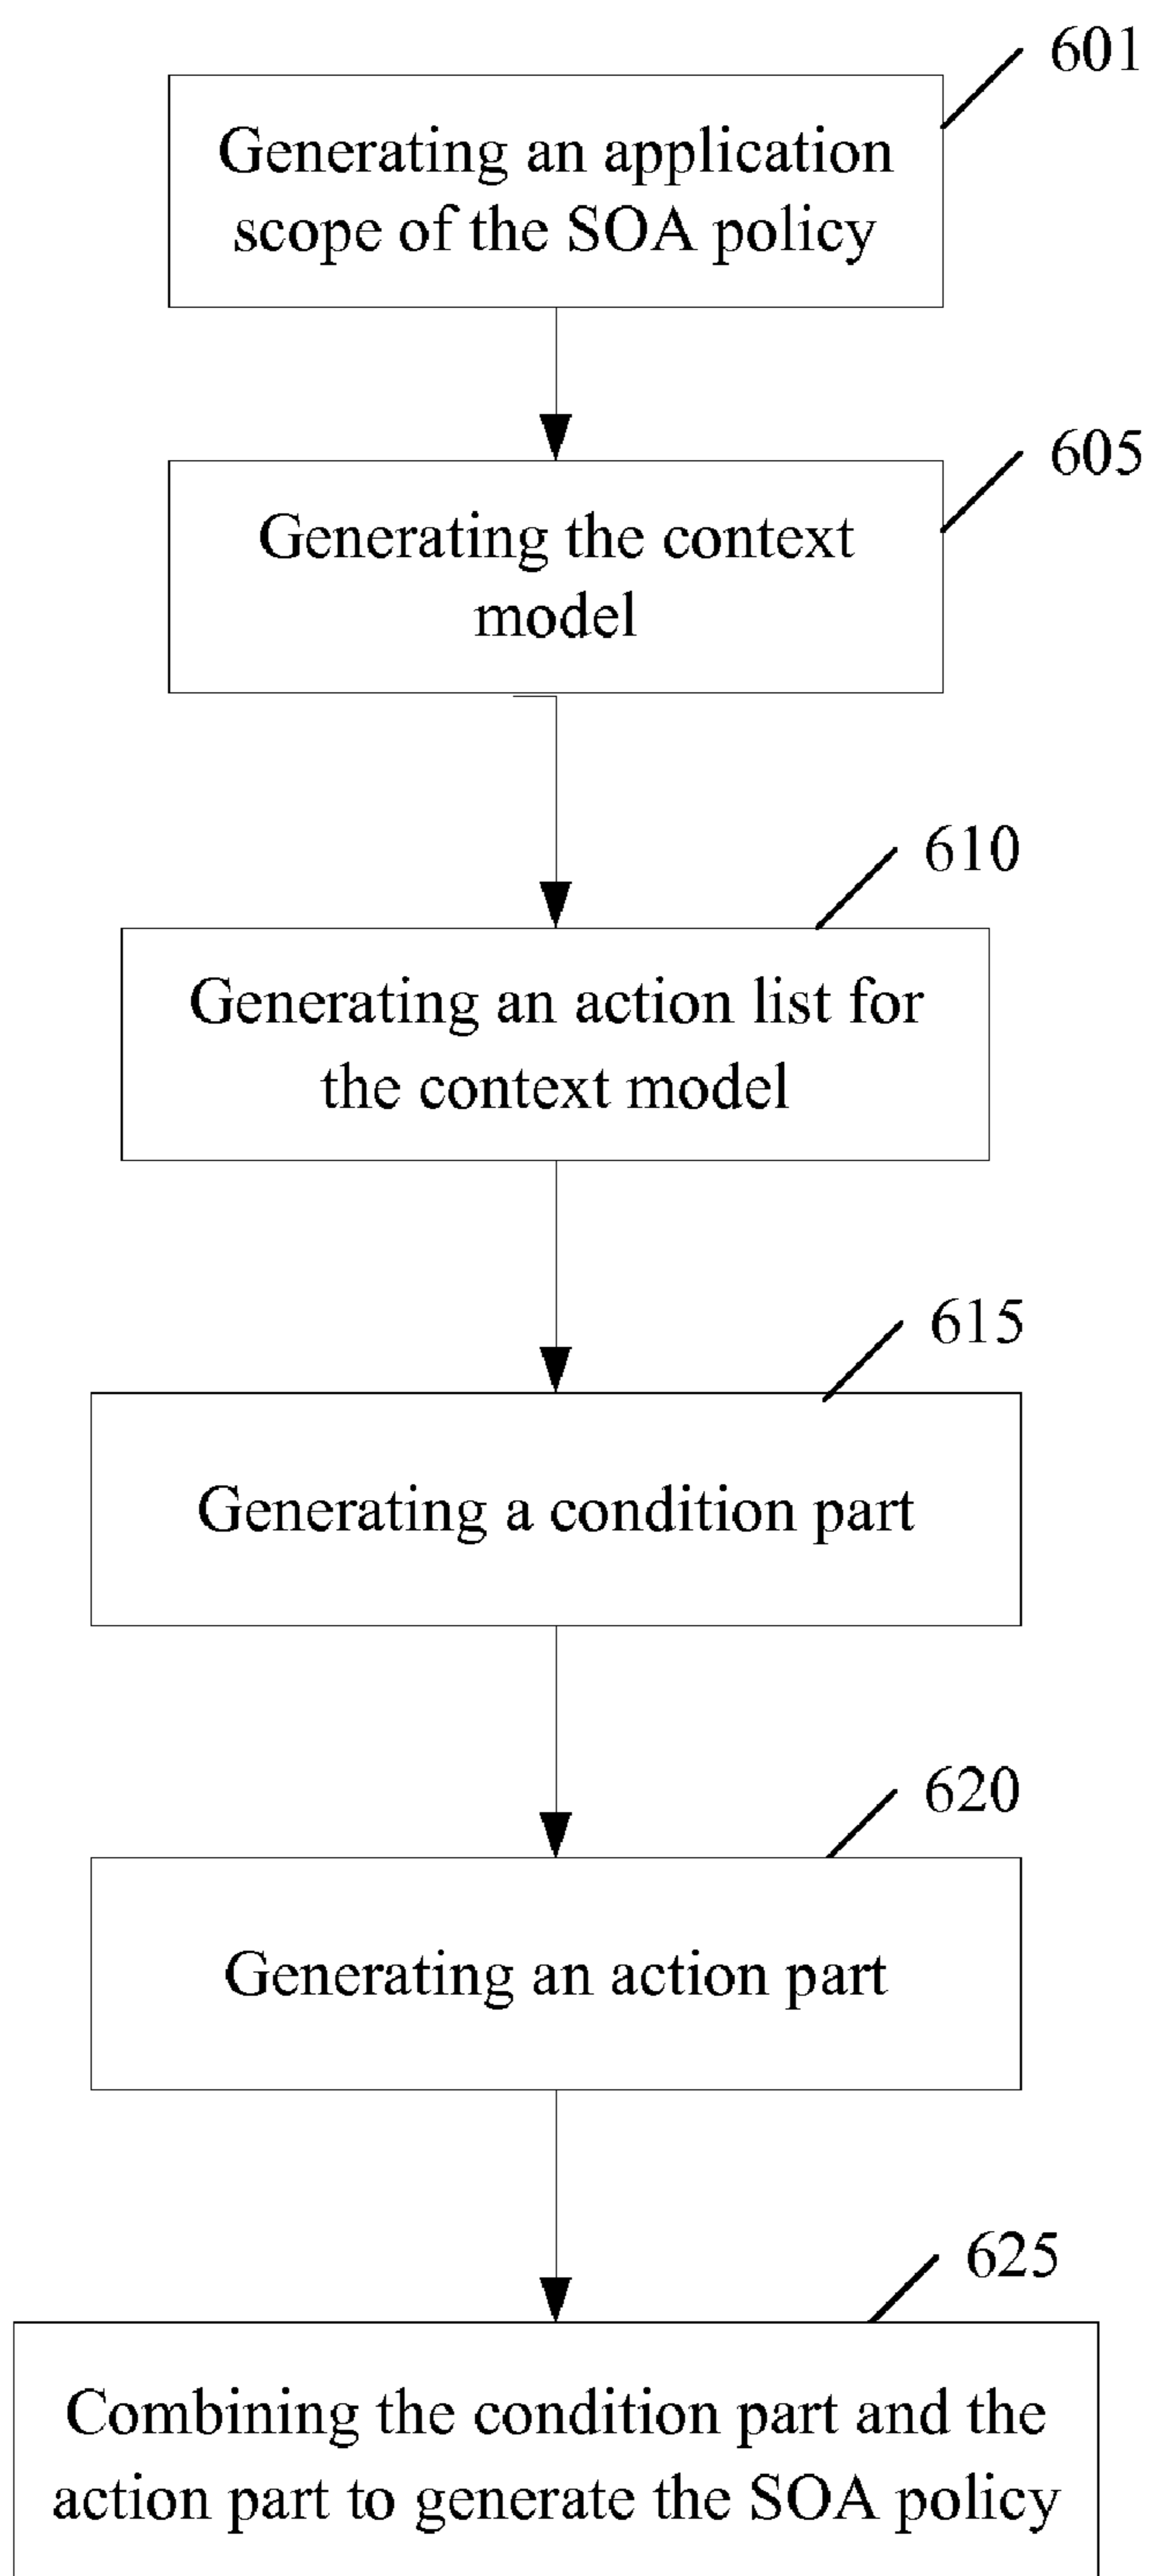 601
Generating an application
scope of the SOA policy
605
Generating the context
model
610
Generating an action list for
the context model
615
Generating a condition part
620
Generating an action part
625
Combining the condition part and the
action part to generate the SOA policy